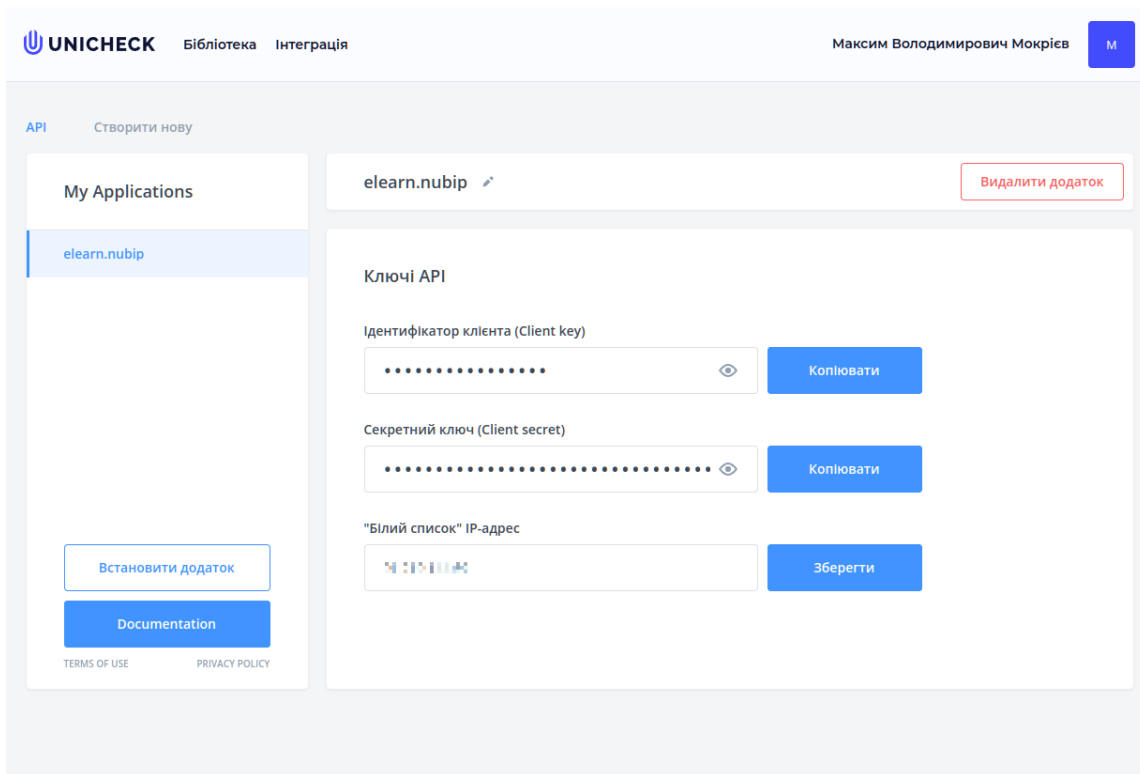 UNICHECK Бібліотека Інтеграція Максим Володимирович Мокрієв М
API Створити нову
My Applications
elearn.nubip
Встановити додаток
Documentation
TERMS OF USE PRIVACY POLICY
elearn.nubip Видалити додаток
Ключі API
Ідентифікатор клієнта (Client key)
•••••••••••••••• Копіювати
Секретний ключ (Client secret)
•••••••••••••••••••••••••••••••• Копіювати
"Білий список" IP-адрес
Зберегти